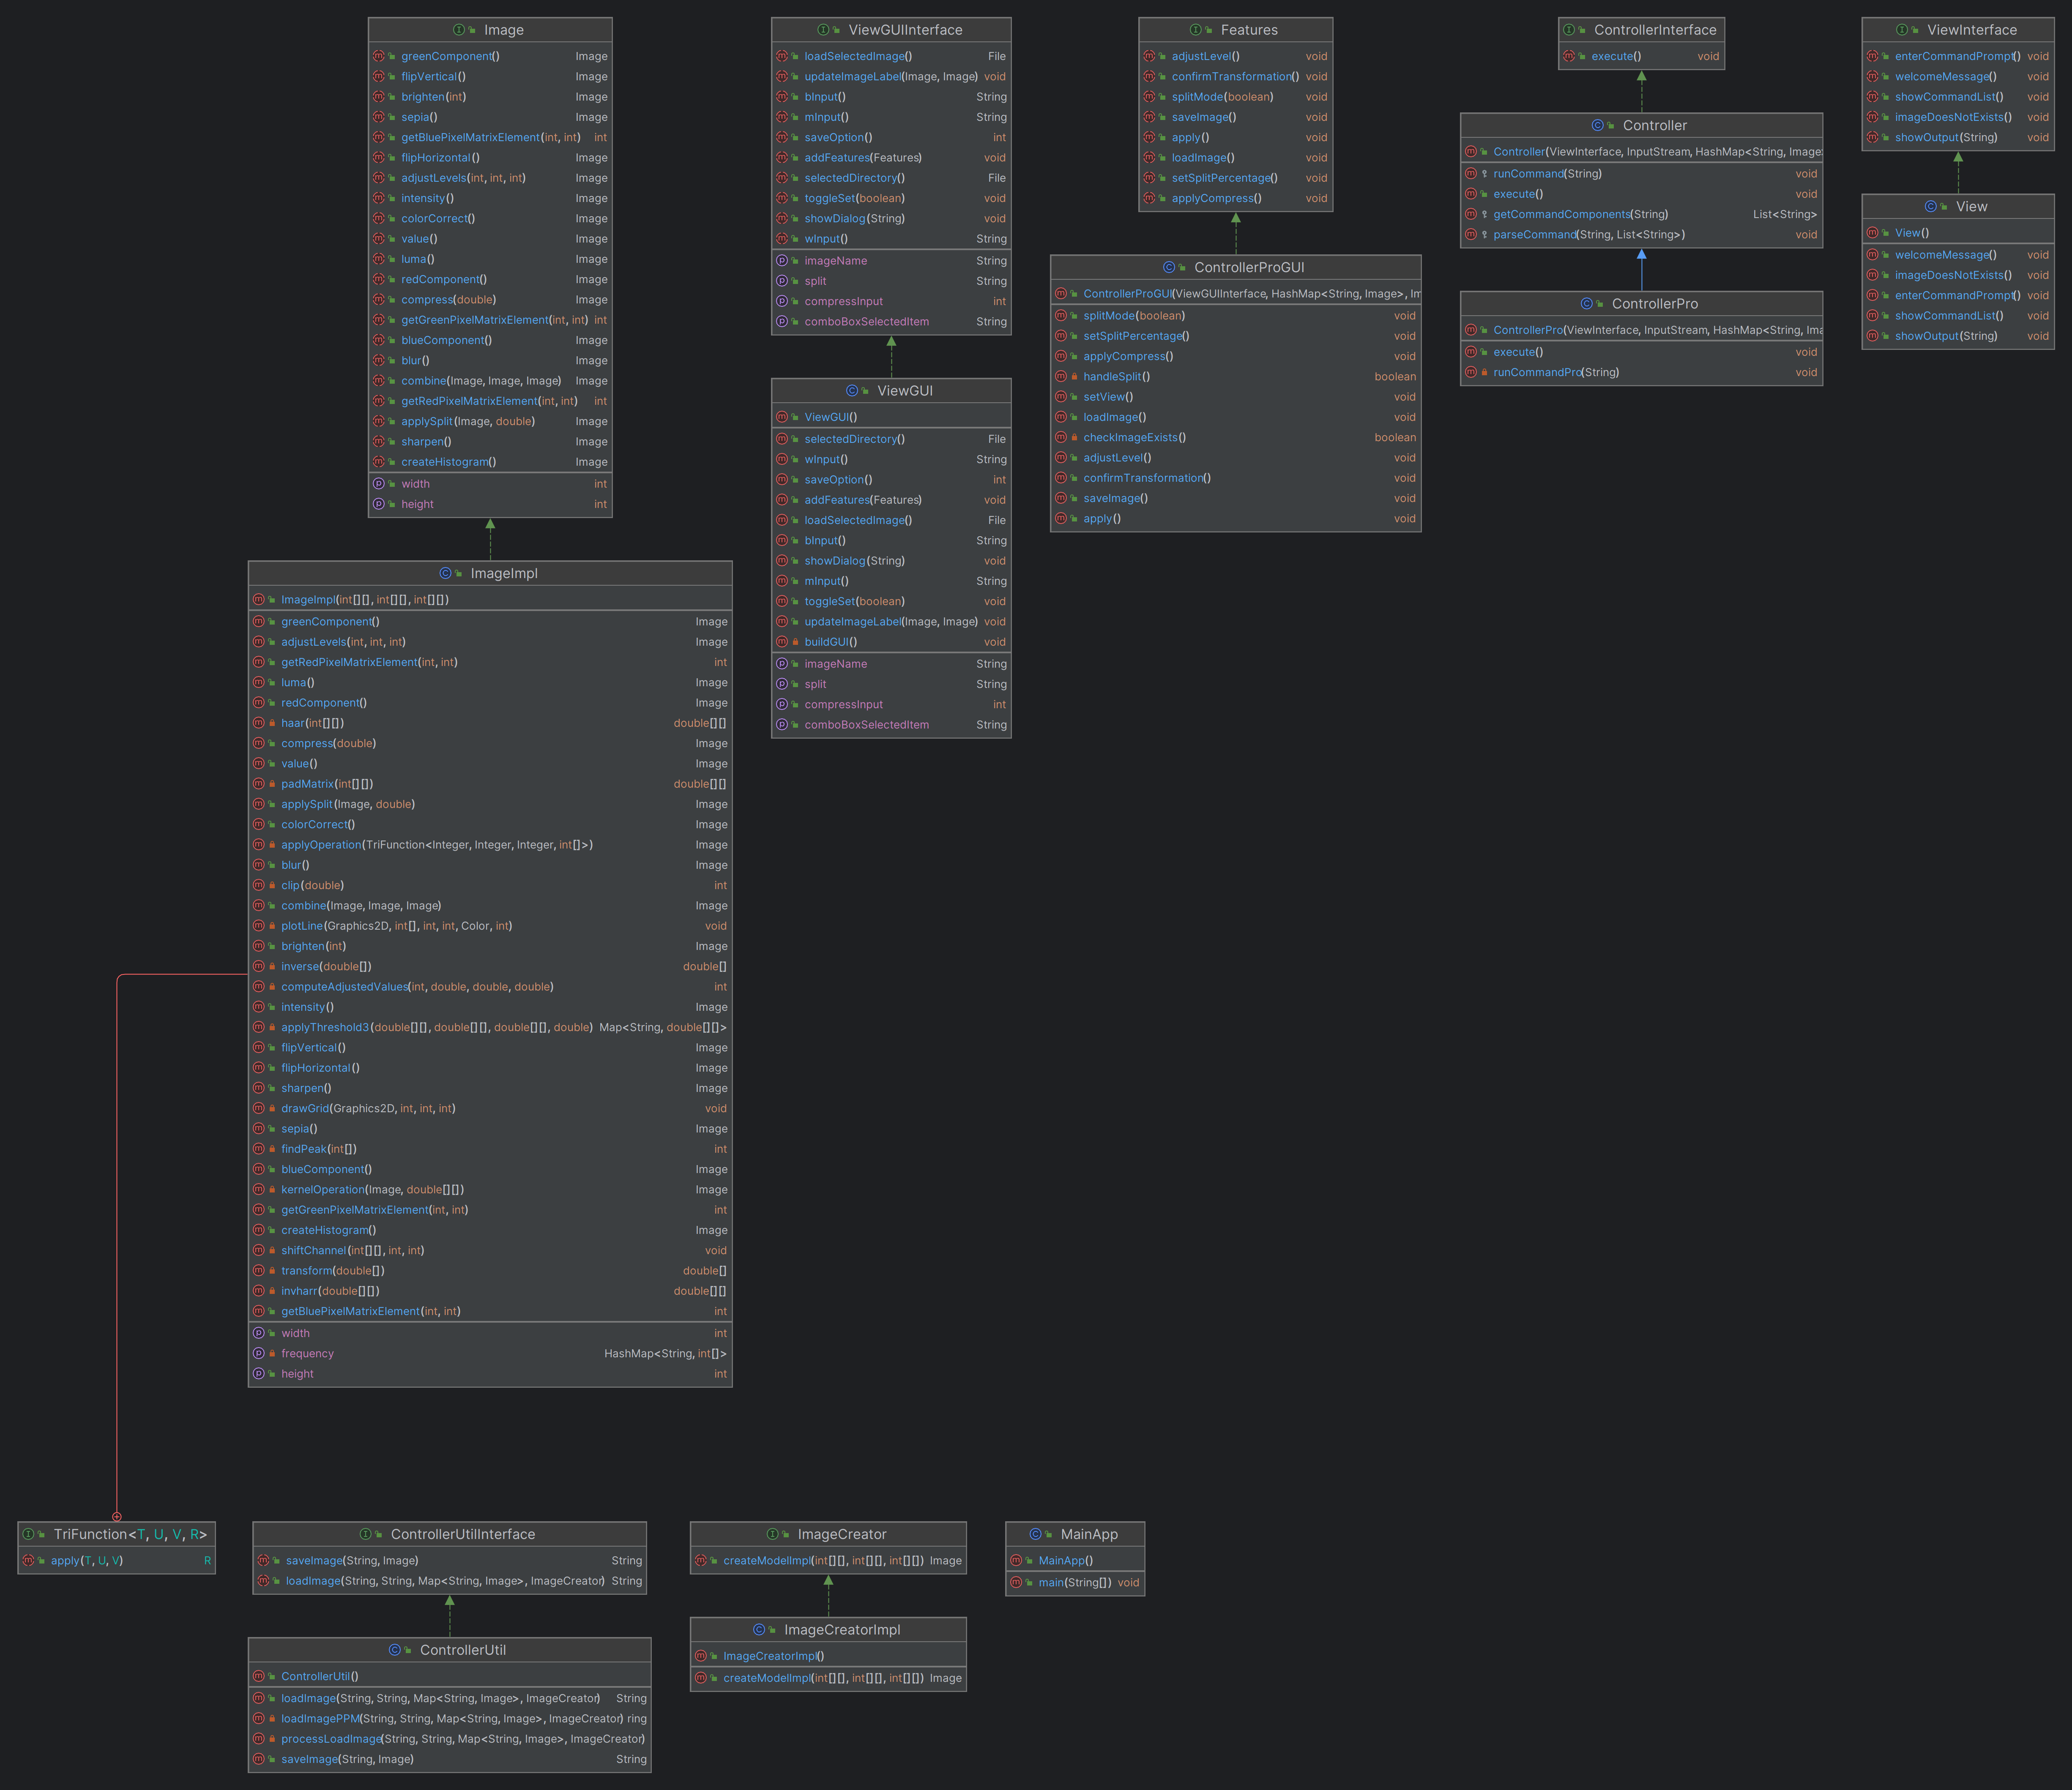 Image
greenComponent() Image
flipVertical() Image
brighten(int) Image
sepia() Image
getBluePixelMatrixElement(int, int) int
flipHorizontal() Image
adjustLevels(int, int, int) Image
intensity() Image
colorCorrect() Image
value() Image
luma() Image
redComponent() Image
compress(double) Image
getGreenPixelMatrixElement(int, int) int
blueComponent() Image
blur() Image
combine(Image, Image, Image) Image
getRedPixelMatrixElement(int, int) int
applySplit(Image, double) Image
sharpen() Image
createHistogram() Image
width int
height int
ViewGUIInterface
loadSelectedImage() File
updateImageLabel(Image, Image) void
bInput() String
mInput() String
saveOption() int
addFeatures(Features) void
selectedDirectory() File
toggleSet(boolean) void
showDialog(String) void
wInput() String
imageName String
split String
compressInput int
comboBoxSelectedItem String
Features
adjustLevel() void
confirmTransformation() void
splitMode(boolean) void
saveImage() void
apply() void
loadImage() void
setSplitPercentage() void
applyCompress() void
ControllerInterface
execute() void
ViewInterface
enterCommandPrompt() void
welcomeMessage() void
showCommandList() void
imageDoesNotExists() void
showOutput(String) void
Controller
Controller(ViewInterface, InputStream, HashMap<String, Image
runCommand(String) void
execute() void
getCommandComponents(String) List<String>
parseCommand(String, List<String>) void
View
View()
welcomeMessage() void
imageDoesNotExists() void
enterCommandPrompt() void
showCommandList() void
showOutput(String) void
ControllerProGUI
ControllerProGUI(ViewGUIInterface, HashMap<String, Image>, Im
splitMode(boolean) void
setSplitPercentage() void
applyCompress() void
handleSplit() boolean
setView() void
loadImage() void
checkImageExists() boolean
adjustLevel() void
confirmTransformation() void
saveImage() void
apply() void
ControllerPro
ControllerPro(ViewInterface, InputStream, HashMap<String, Ima
execute() void
runCommandPro(String) void
ViewGUI
ViewGUI()
selectedDirectory() File
wInput() String
saveOption() int
addFeatures(Features) void
loadSelectedImage() File
bInput() String
showDialog(String) void
mInput() String
toggleSet(boolean) void
updateImageLabel(Image, Image) void
buildGUI() void
imageName String
split String
compressInput int
comboBoxSelectedItem String
ImageImpl
ImageImpl(int[][], int[][], int[][])
greenComponent() Image
adjustLevels(int, int, int) Image
getRedPixelMatrixElement(int, int) int
luma() Image
redComponent() Image
haar(int[][]) double[][]
compress(double) Image
value() Image
padMatrix(int[][]) double[][]
applySplit(Image, double) Image
colorCorrect() Image
applyOperation(TriFunction<Integer, Integer, Integer, int[]>) Image
blur() Image
clip(double) int
combine(Image, Image, Image) Image
plotLine(Graphics2D, int[], int, int, Color, int) void
brighten(int) Image
inverse(double[]) double[]
computeAdjustedValues(int, double, double, double) int
intensity() Image
applyThreshold3(double[][], double[][], double[][], double) Map<String, double[][]>
flipVertical() Image
flipHorizontal() Image
sharpen() Image
drawGrid(Graphics2D, int, int, int) void
sepia() Image
findPeak(int[]) int
blueComponent() Image
kernelOperation(Image, double[][]) Image
getGreenPixelMatrixElement(int, int) int
createHistogram() Image
shiftChannel(int[][], int, int) void
transform(double[]) double[]
invharr(double[][]) double[][]
getBluePixelMatrixElement(int, int) int
width int
frequency HashMap<String, int[]>
height int
TriFunction<T, U, V, R>
apply(T, U, V) R
ControllerUtilInterface
saveImage(String, Image) String
loadImage(String, String, Map<String, Image>, ImageCreator) String
ImageCreator
createModelImpl(int[][], int[][], int[][]) Image
MainApp
MainApp()
main(String[]) void
ControllerUtil
ControllerUtil()
loadImage(String, String, Map<String, Image>, ImageCreator) String
loadImagePPM(String, String, Map<String, Image>, ImageCreator) ring
processLoadImage(String, String, Map<String, Image>, ImageCreator)
saveImage(String, Image) String
ImageCreatorImpl
ImageCreatorImpl()
createModelImpl(int[][], int[][], int[][]) Image